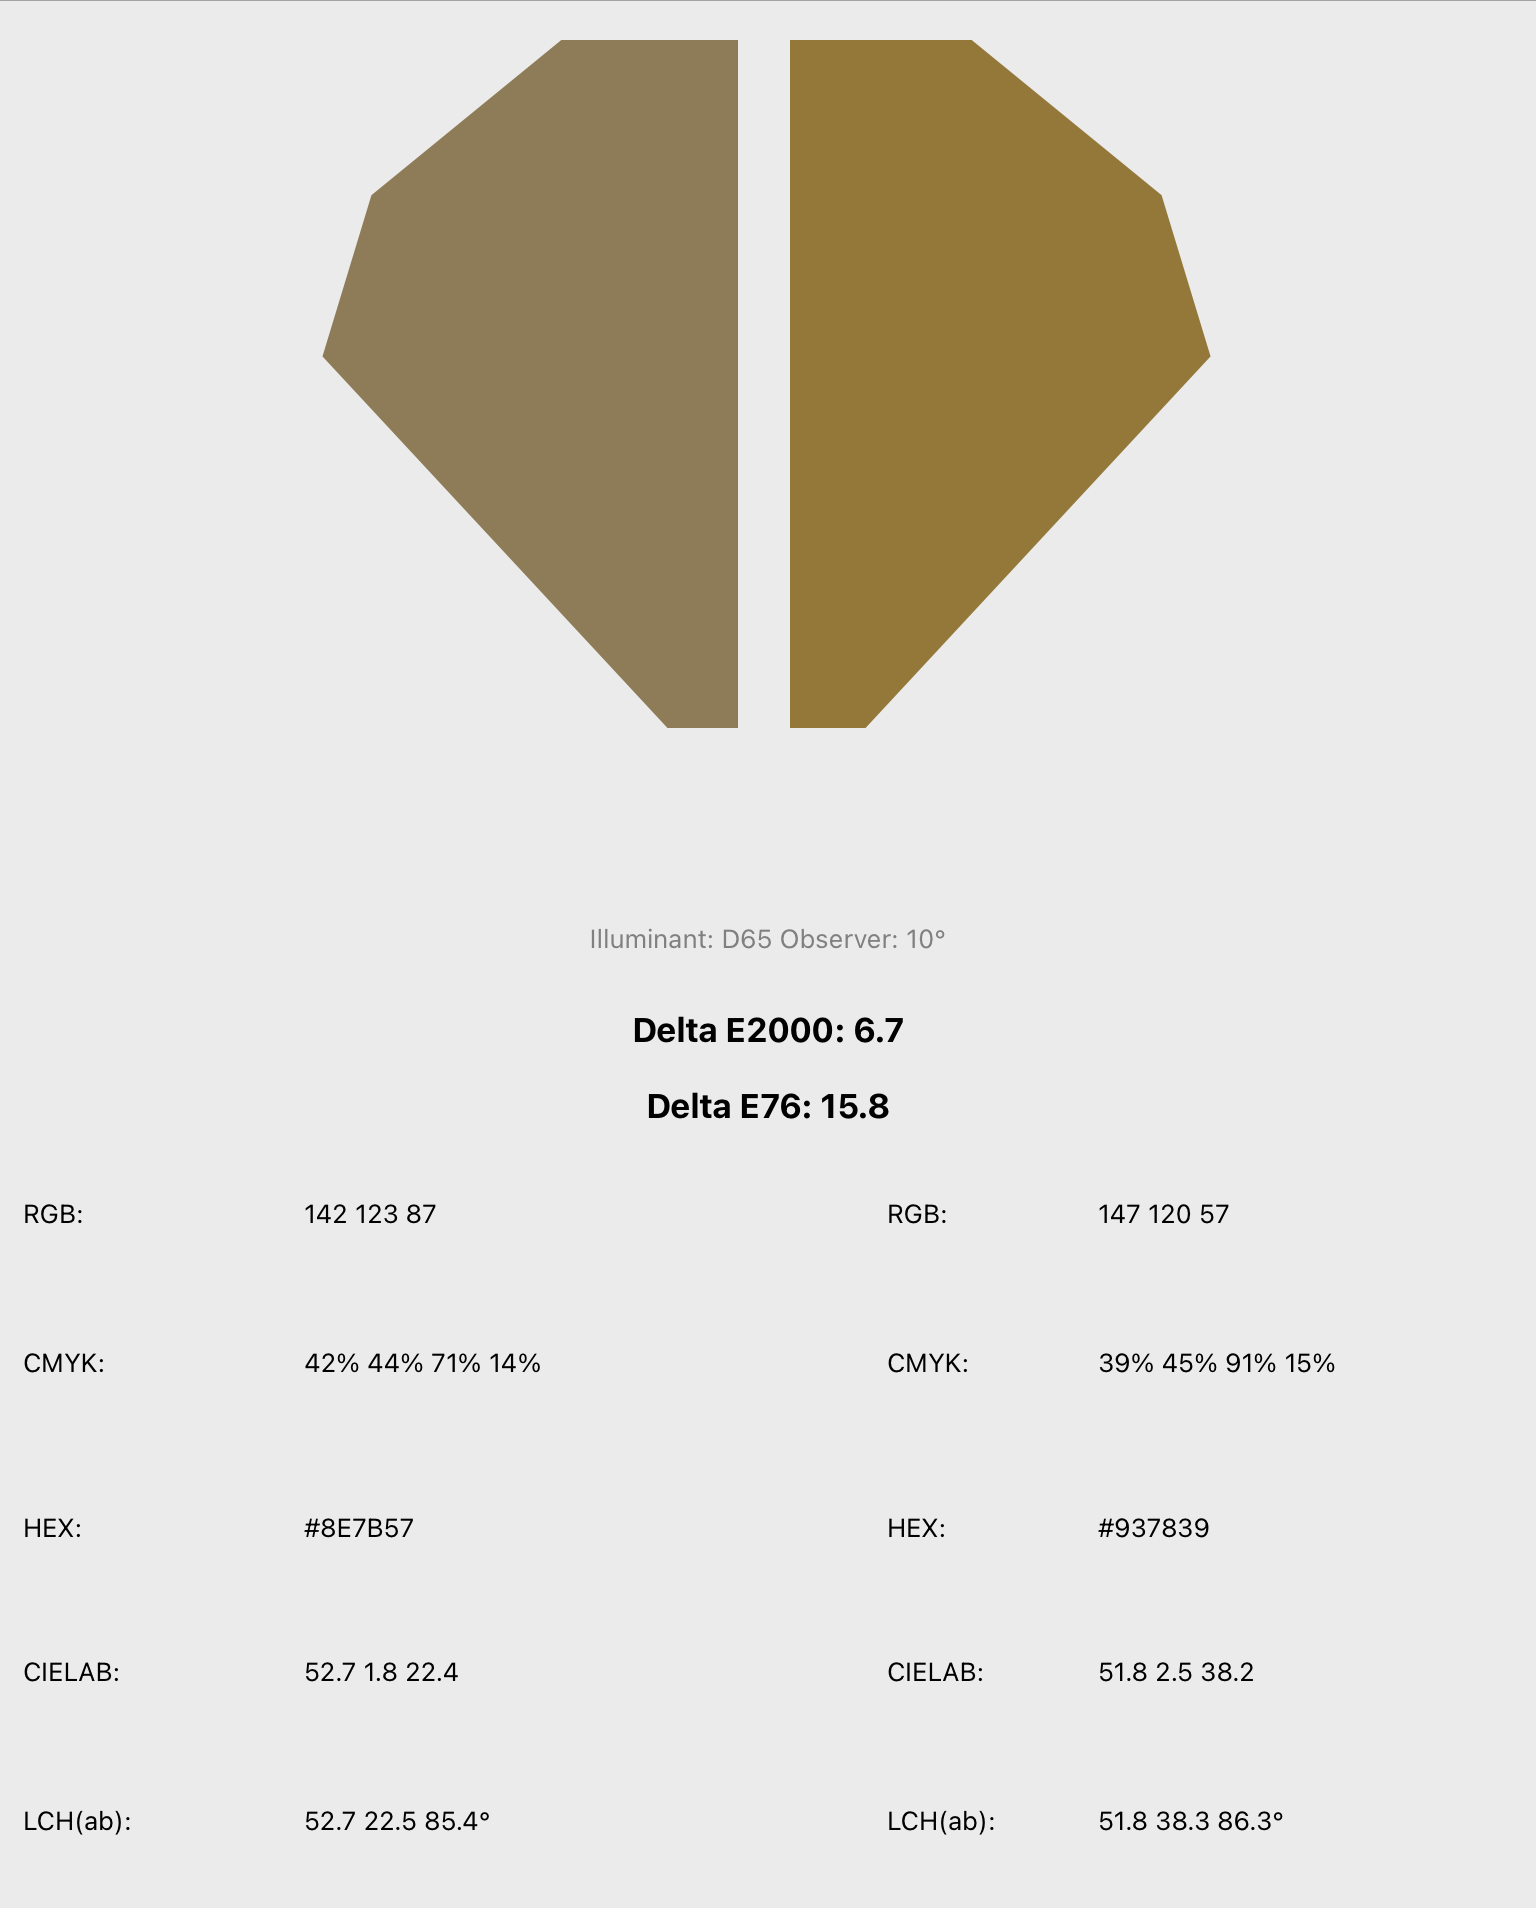 Illuminant: D65 Observer: 10°
Delta E2000: 6.7
Delta E76: 15.8
RGB: 142 123 87 RGB: 147 120 57
CMYK: 42% 44% 71% 14% CMYK: 39% 45% 91% 15%
HEX: #8E7B57 HEX: #937839
CIELAB: 52.7 1.8 22.4 CIELAB: 51.8 2.5 38.2
LCH(ab): 52.7 22.5 85.4° LCH(ab): 51.8 38.3 86.3°